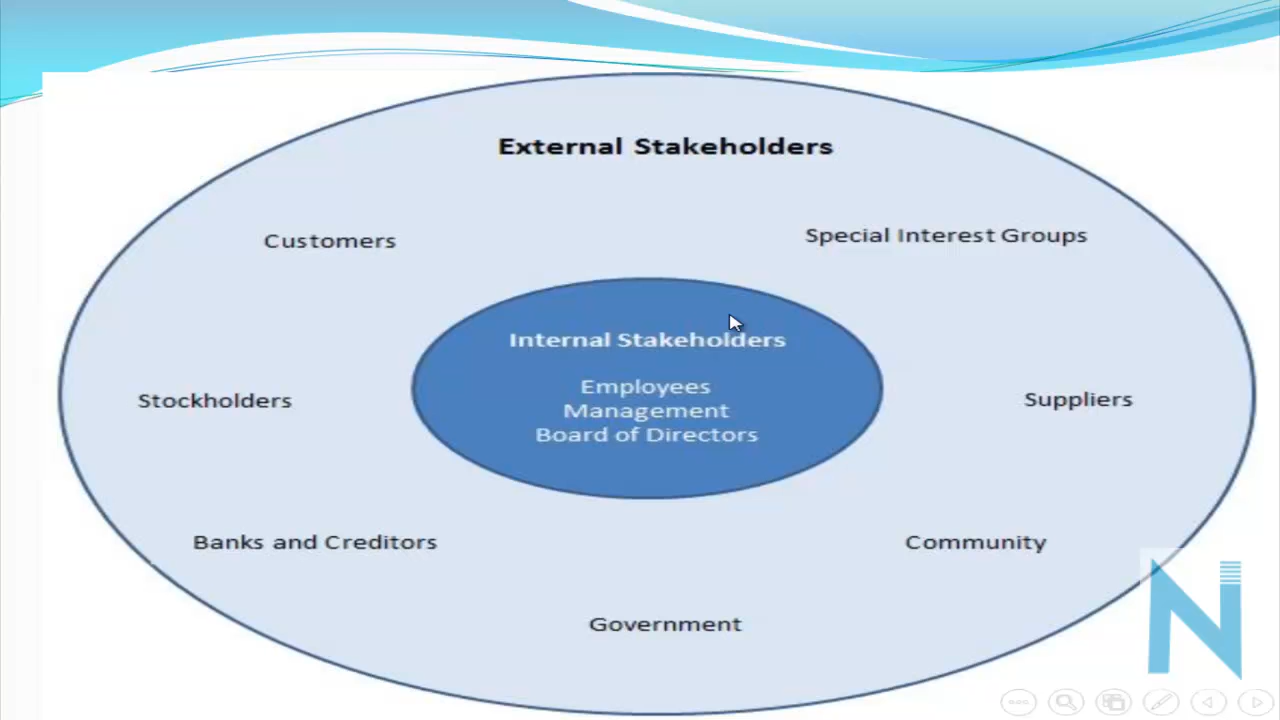 External Stakeholders
Customers
Special Interest Groups
Internal Stakeholders
Employees
Management
Board of Directors
Stockholders
Suppliers
Banks and Creditors
Community
Government
N